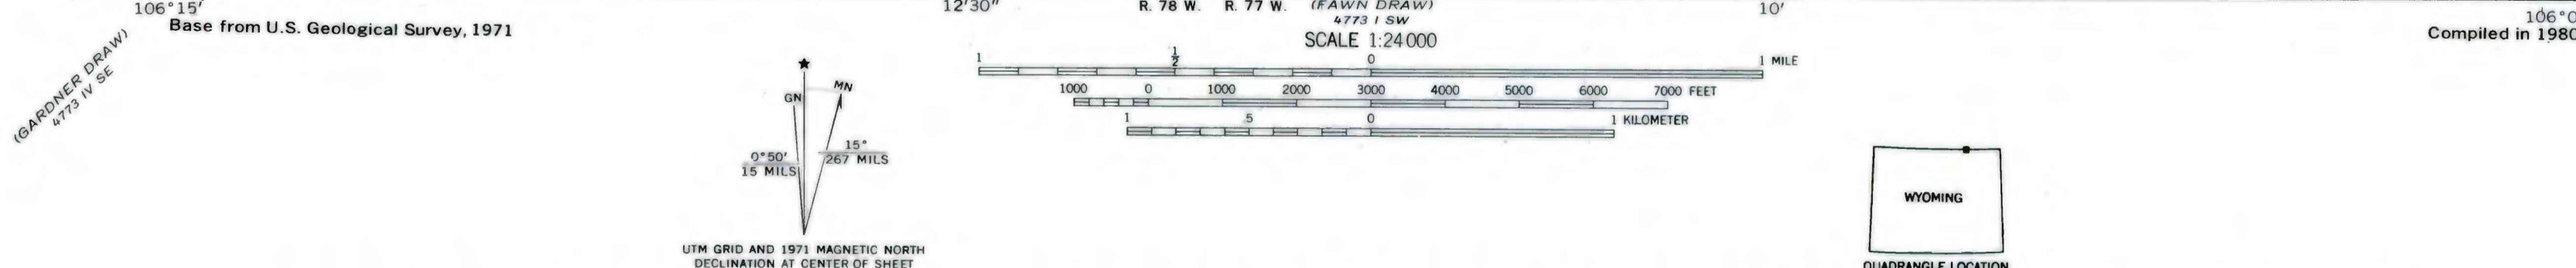 106°15'
12'30"
R. 78 W. R. 77 W. (FAWN DRAW)
4773 I SW
10'
106°0
Base from U.S. Geological Survey, 1971
Compiled in 1980
(GARDNER DRAW)
4773 IV SE
SCALE 1:24 000
1 1/2 0 1 MILE
1000 0 1000 2000 3000 4000 5000 6000 7000 FEET
1 .5 0 1 KILOMETER
★
GN MN
0°50'
15 MILS
15°
267 MILS
UTM GRID AND 1971 MAGNETIC NORTH
DECLINATION AT CENTER OF SHEET
WYOMING
QUADRANGLE LOCATION